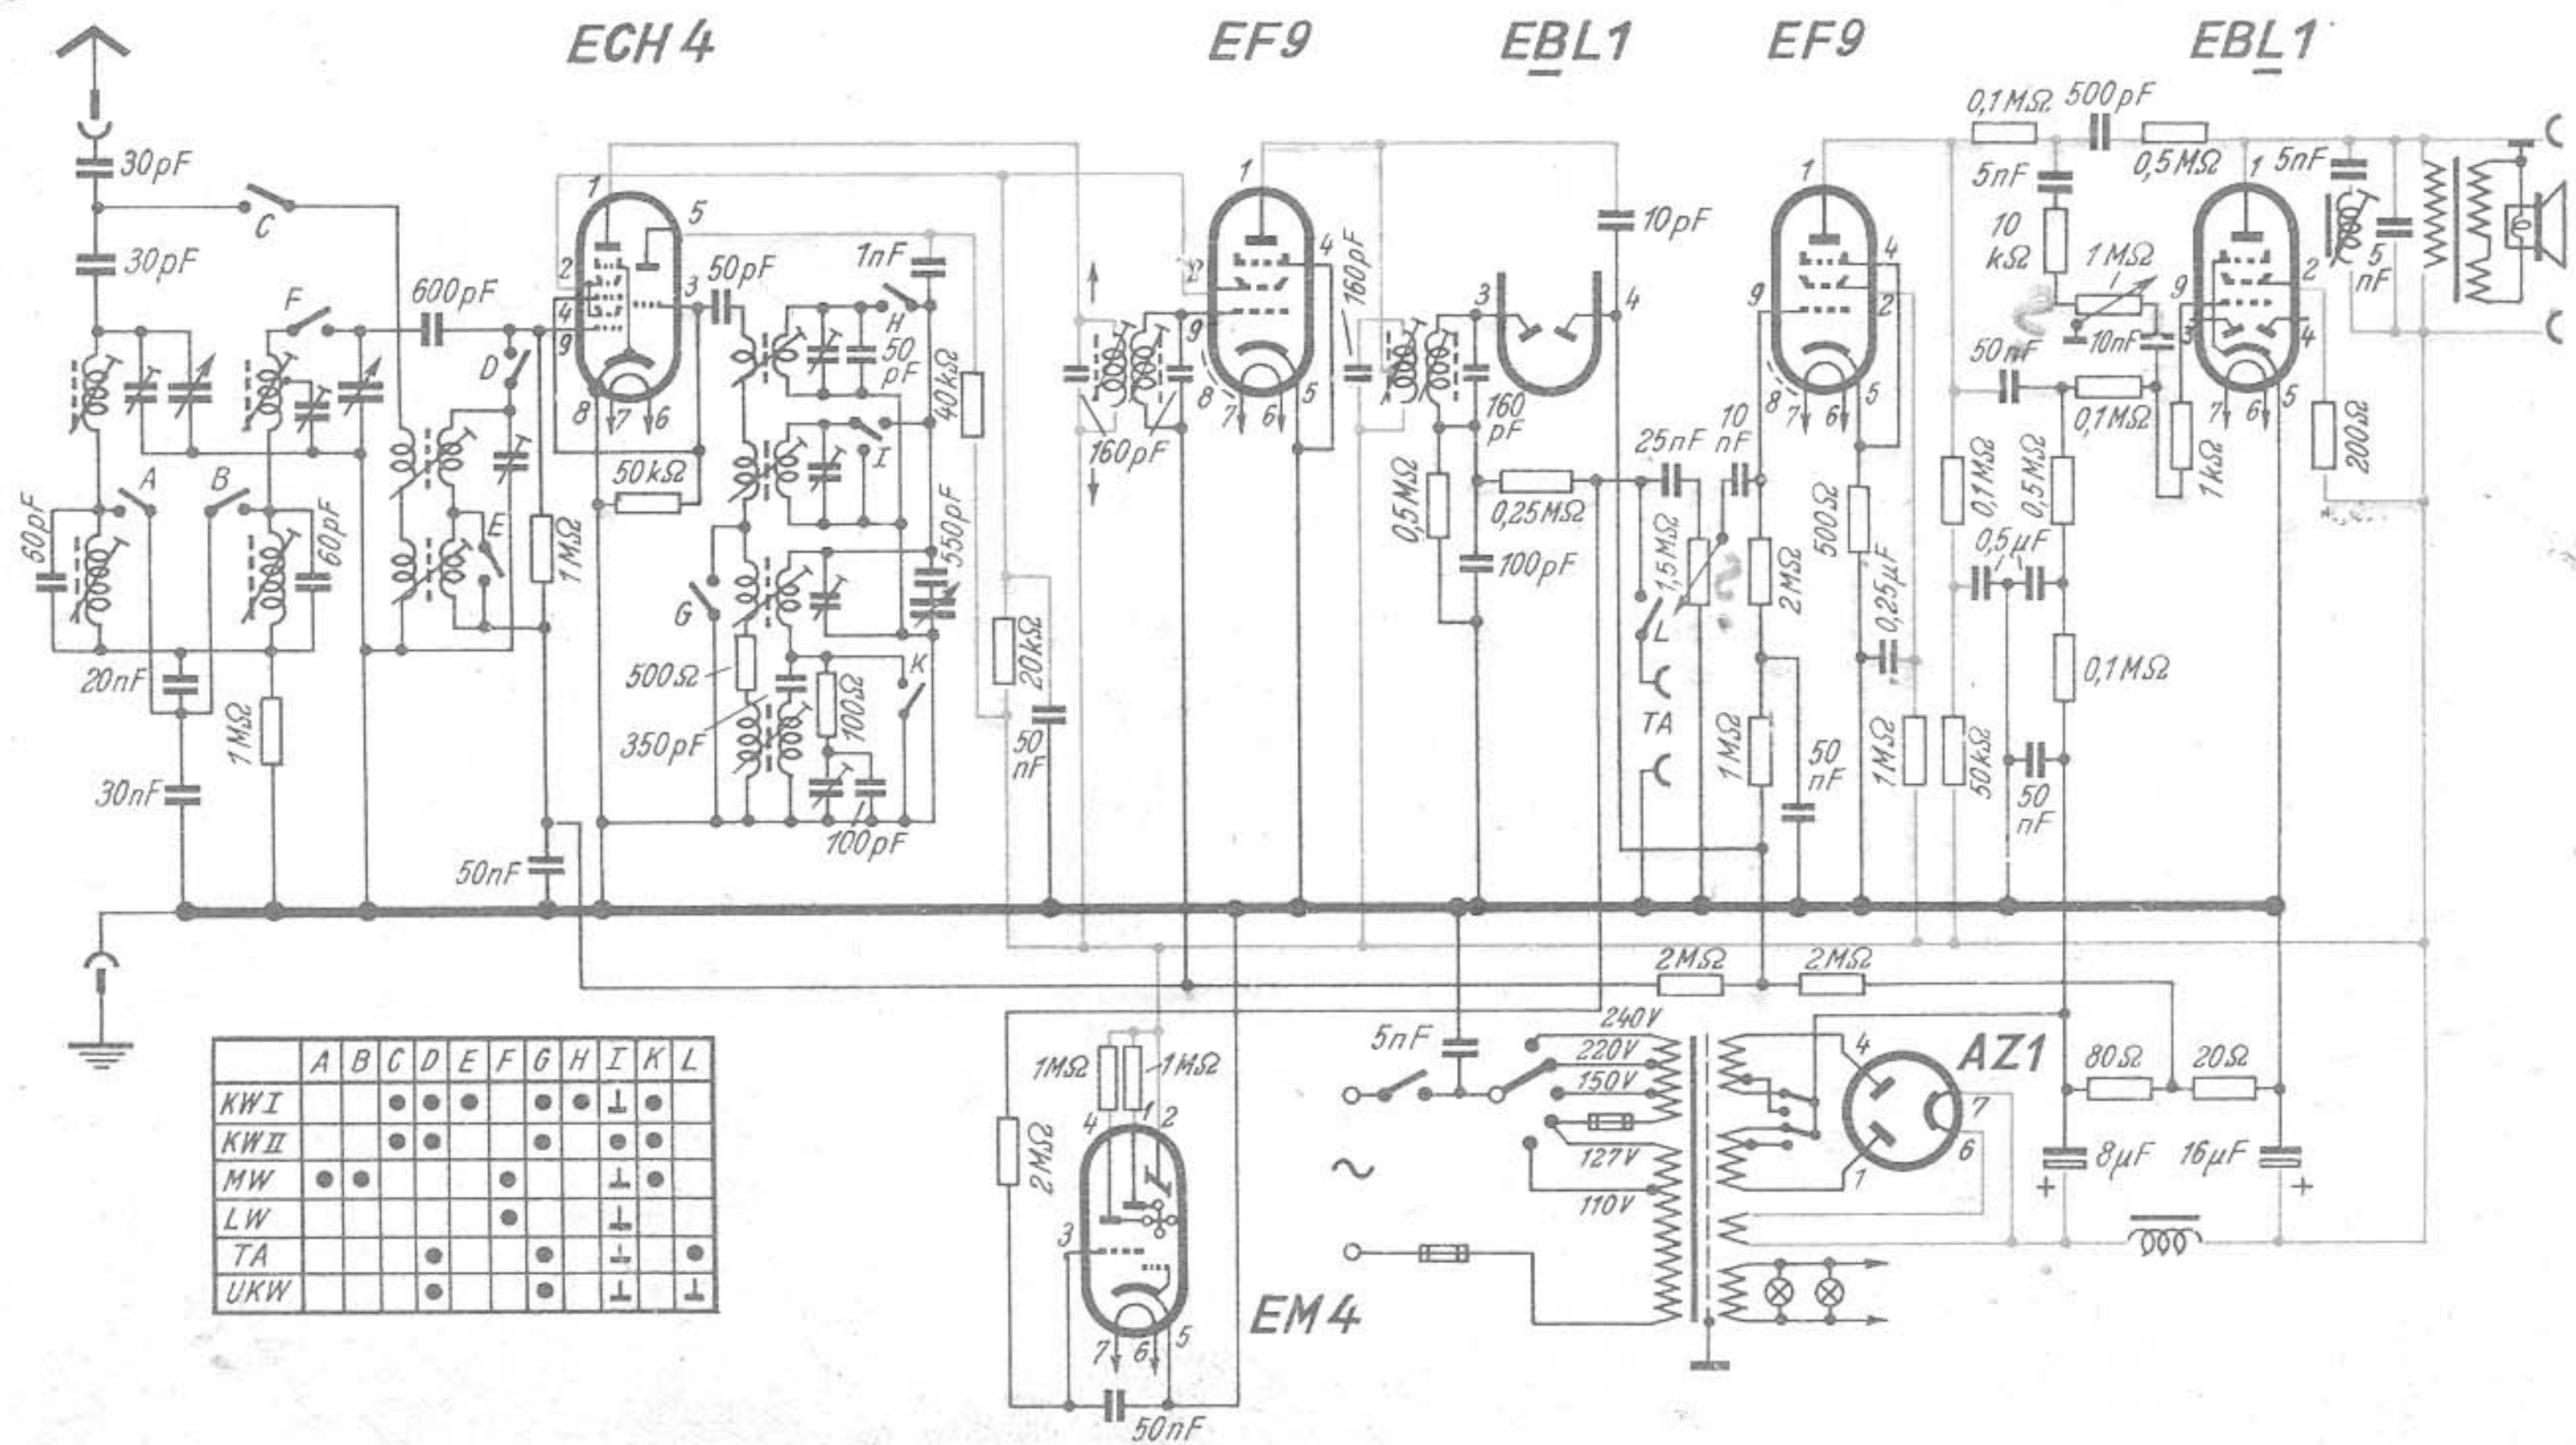 ECH 4
EF9
EBL1
EF9
EBL1
30pF
30pF
C
F
600pF
D
A
B
60pF
60pF
E
1MΩ
20nF
1MΩ
30nF
50nF
1
5
2
4
9
3
8
7
6
50pF
50kΩ
1nF
H
50
pF
40kΩ
I
550pF
G
500Ω
350pF
100Ω
K
100pF
20kΩ
50
nF
160pF
1
2
4
9
8
7
6
5
160pF
3
4
10pF
160
pF
0,5MΩ
0,25MΩ
100pF
25nF
10
nF
1,5MΩ
L
TA
1
9
4
2
8
7
6
5
2MΩ
500Ω
0,25µF
1MΩ
50
nF
1MΩ
50kΩ
0,1MΩ
500pF
0,5MΩ
5nF
10
kΩ
1MΩ
10nF
50nF
0,1MΩ
0,1MΩ
0,5MΩ
0,5µF
0,1MΩ
50
nF
1kΩ
1
2
9
3
4
7
6
5
5nF
5
nF
200Ω
2MΩ
2MΩ
A B C D E F G H I K L
KWI
KWII
MW
LW
TA
UKW
1MΩ
1MΩ
2MΩ
4
1
2
3
7
6
5
50nF
EM4
5nF
240V
220V
150V
127V
110V
4
1
7
6
AZ1
80Ω
20Ω
8µF
16µF
+
+